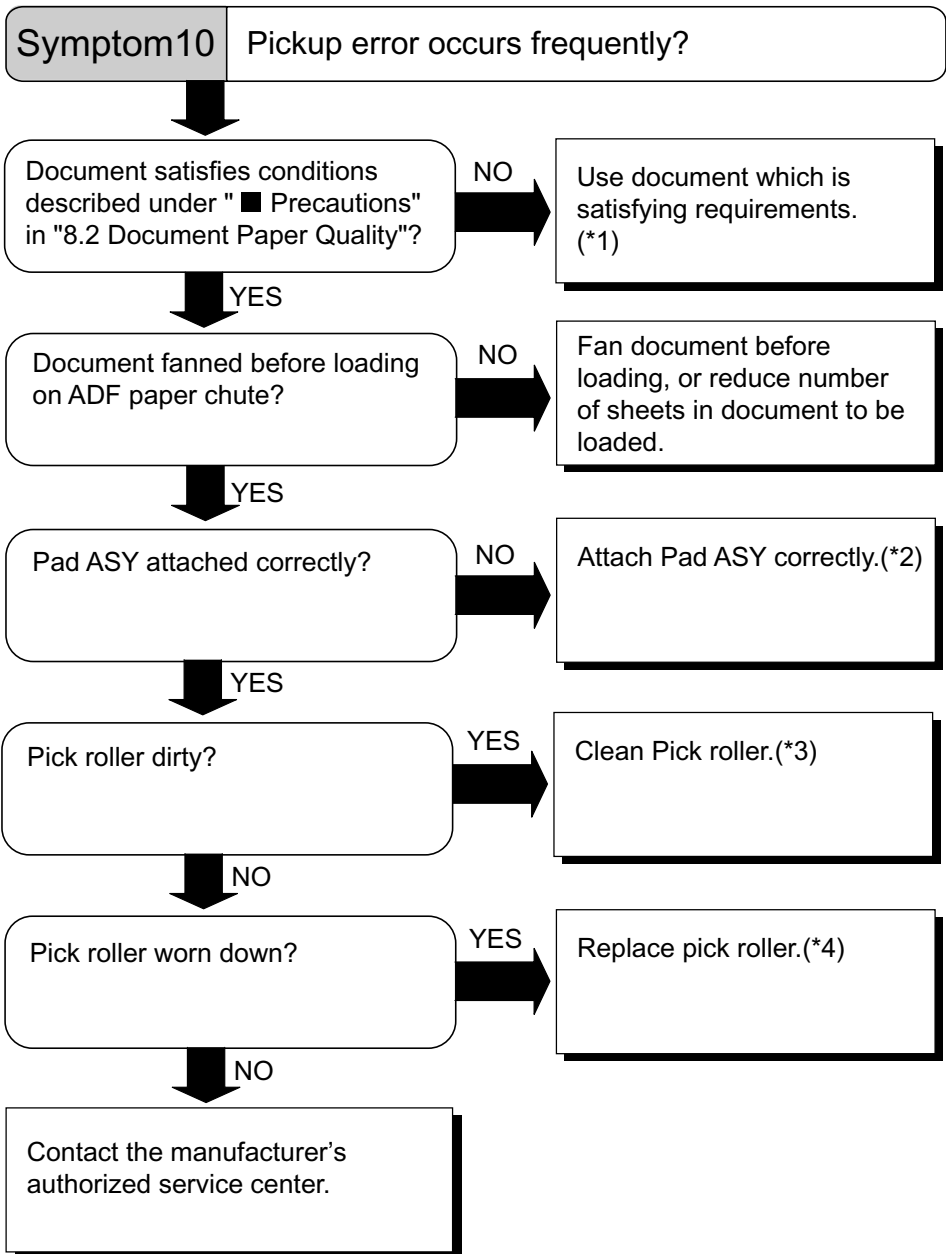 Symptom10 Pickup error occurs frequently?
Document satisfies conditions
described under " ■ Precautions"
in "8.2 Document Paper Quality"?
NO
Use document which is
satisfying requirements.
(*1)
YES
Document fanned before loading
on ADF paper chute?
NO
Fan document before
loading, or reduce number
of sheets in document to be
loaded.
YES
Pad ASY attached correctly?
NO
Attach Pad ASY correctly.(*2)
YES
Pick roller dirty?
YES
Clean Pick roller.(*3)
NO
Pick roller worn down?
YES
Replace pick roller.(*4)
NO
Contact the manufacturer’s
authorized service center.